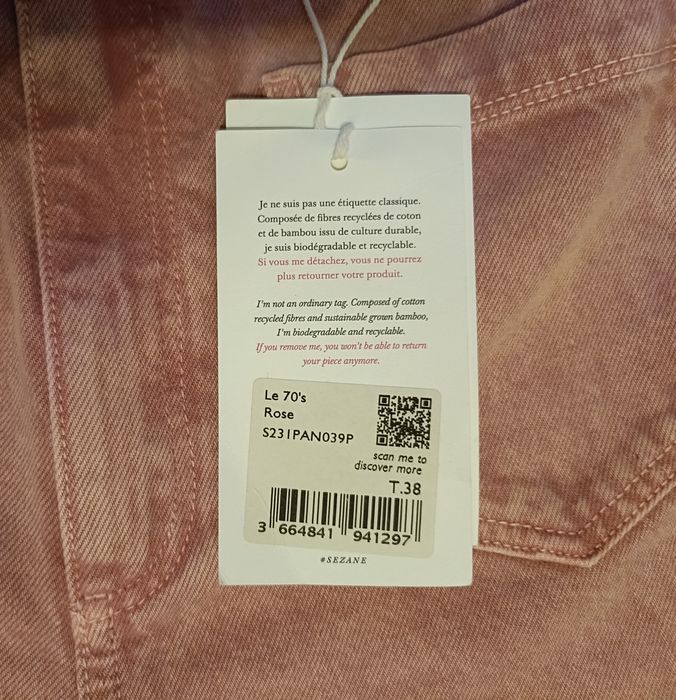 Je ne suis pas une étiquette classique.
Composée de fibres recyclées de coton
et de bambou issu de culture durable,
je suis biodégradable et recyclable.
Si vous me détachez, vous ne pourrez
plus retourner votre produit.
I'm not an ordinary tag. Composed of cotton
recycled fibres and sustainable grown bamboo,
I'm biodegradable and recyclable.
If you remove me, you won't be able to return
your piece anymore.
Le 70's
Rose
S231PAN039P
scan me to
discover more
T.38
3 664841 941297
#SEZANE